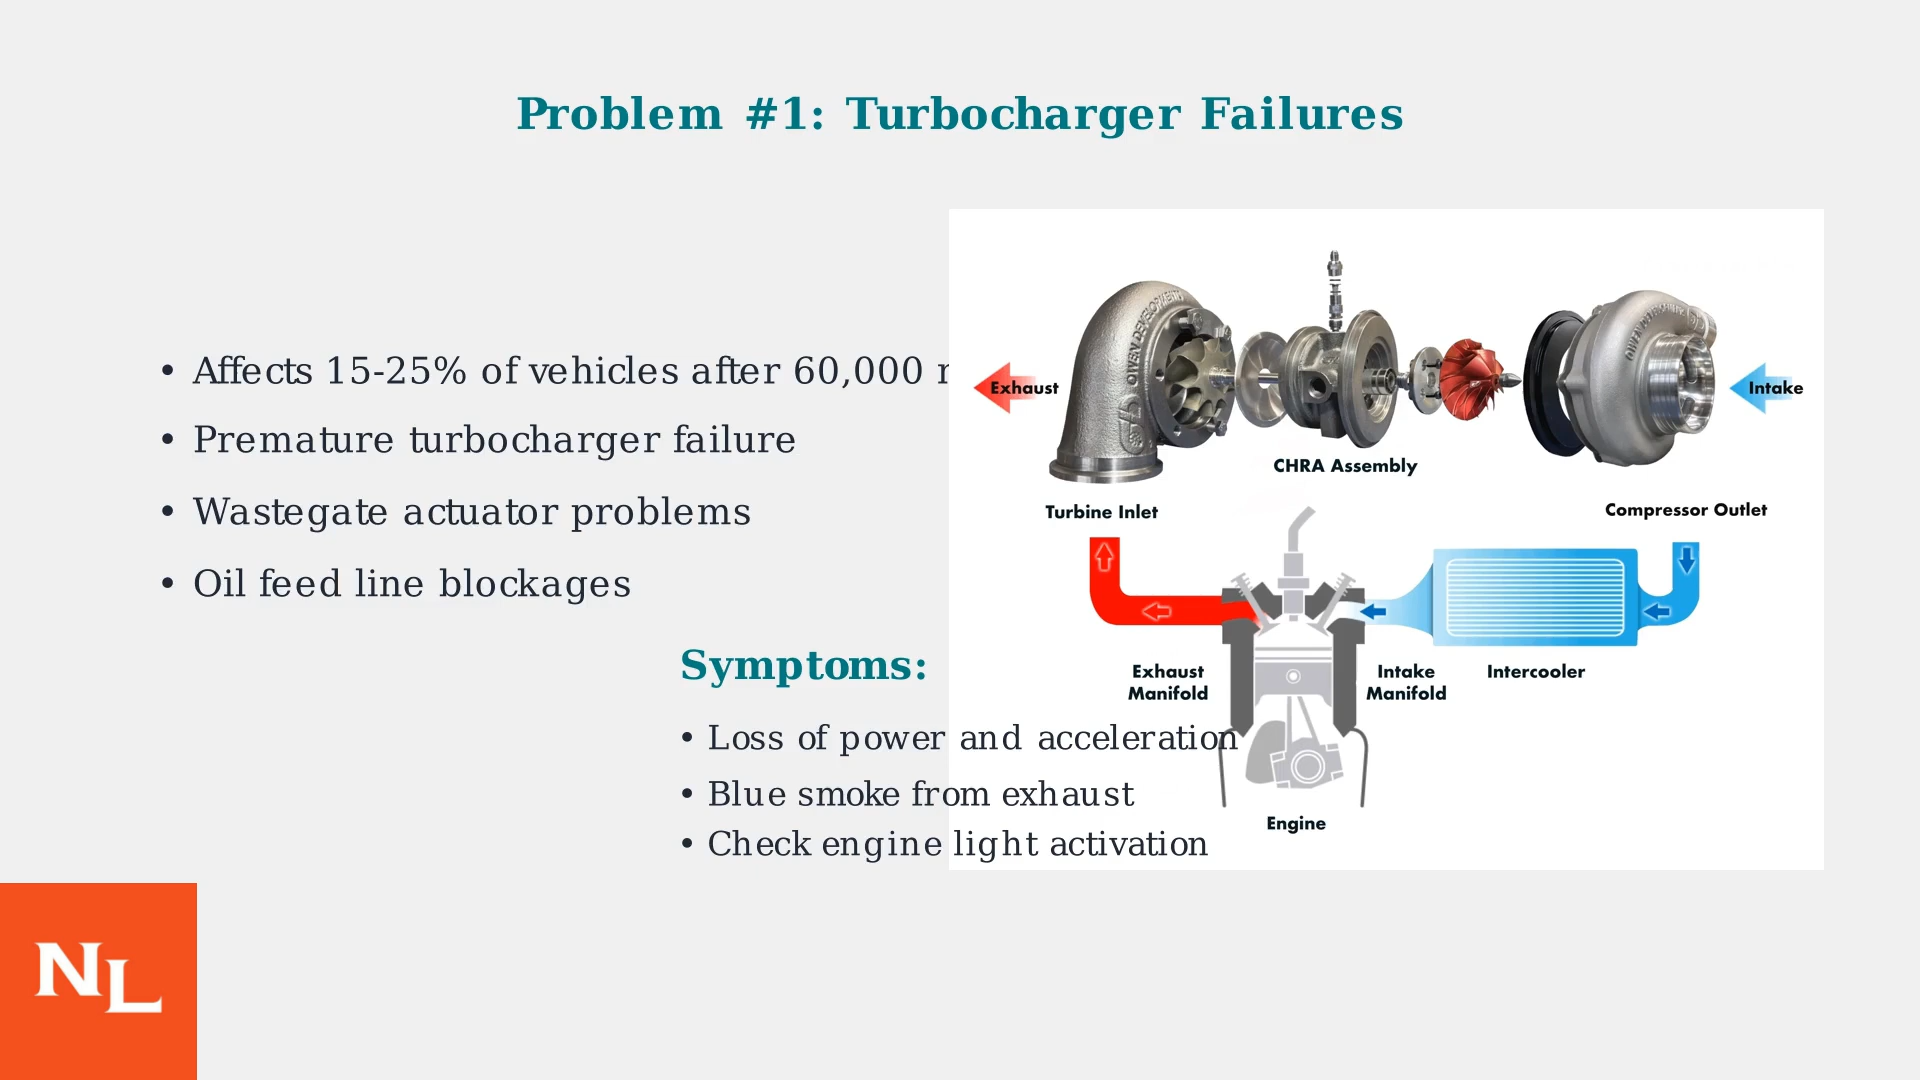 Problem #1: Turbocharger Failures
• Affects 15-25% of vehicles after 60,000
• Premature turbocharger failure
• Wastegate actuator problems
• Oil feed line blockages
Symptoms:
• Loss of power and acceleration
• Blue smoke from exhaust
• Check engine light activation
Exhaust
OWEN DEVELOPMENTS
Intake
CHRA Assembly
Turbine Inlet
Compressor Outlet
Exhaust
Manifold
Intake
Manifold
Intercooler
Engine
NL